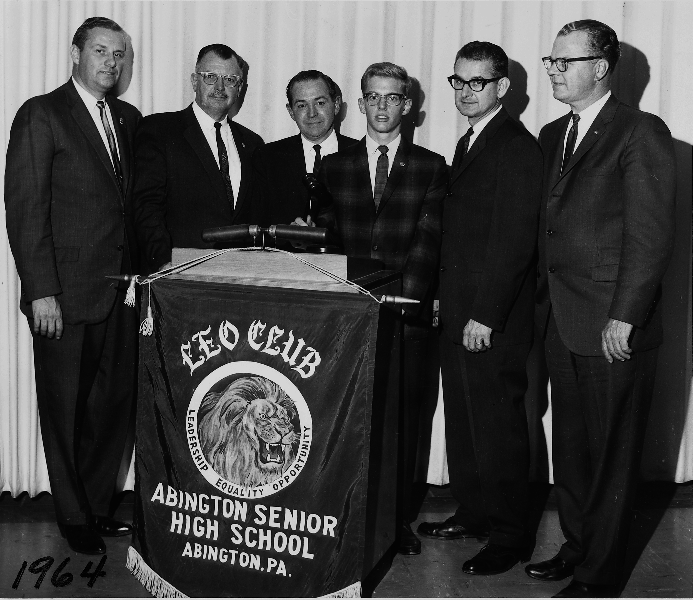 LEO CLUB
LEADERSHIP EQUALITY OPPORTUNITY
ABINGTON SENIOR
HIGH SCHOOL
ABINGTON. PA.
1964